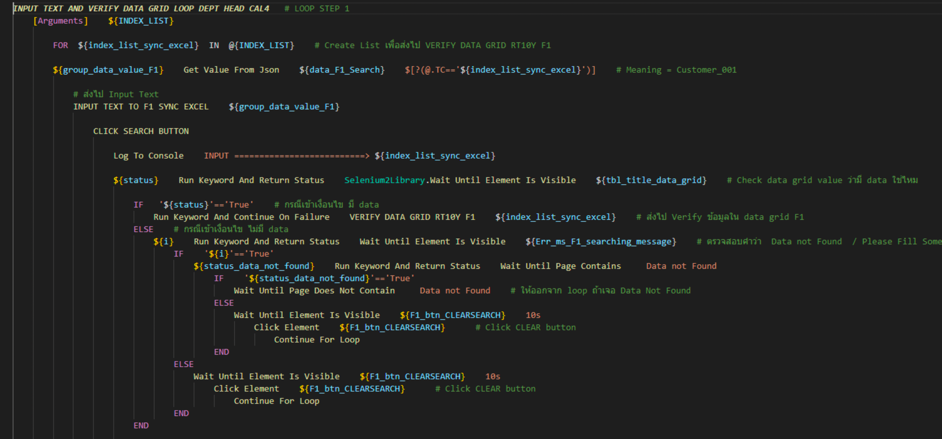 INPUT TEXT AND VERIFY DATA GRID LOOP DEPT HEAD CAL4   # LOOP STEP 1
[Arguments]    ${INDEX_LIST}
FOR  ${index_list_sync_excel}  IN  @{INDEX_LIST}    # Create List เพื่อส่งไป VERIFY DATA GRID RT10Y F1
${group_data_value_F1}    Get Value From Json    ${data_F1_Search}    $[?(@.TC=='${index_list_sync_excel}')]    # Meaning = Customer_001
# ส่งไป Input Text
INPUT TEXT TO F1 SYNC EXCEL    ${group_data_value_F1}
CLICK SEARCH BUTTON
Log To Console    INPUT ==========================> ${index_list_sync_excel}
${status}    Run Keyword And Return Status    Selenium2Library.Wait Until Element Is Visible    ${tbl_title_data_grid}    # Check data grid value ว่ามี data ใช่ไหม
IF   '${status}'=='True'   # กรณีเข้าเงื่อนไข มี data
Run Keyword And Continue On Failure    VERIFY DATA GRID RT10Y F1    ${index_list_sync_excel}    # ส่งไป Verify ข้อมูลใน data grid F1
ELSE    # กรณีเข้าเงื่อนไข ไม่มี data
${i}    Run Keyword And Return Status    Wait Until Element Is Visible    ${Err_ms_F1_searching_message}    # ตรวจสอบคำว่า  Data not Found  / Please Fill Some
IF    '${i}'=='True'
${status_data_not_found}    Run Keyword And Return Status    Wait Until Page Contains     Data not Found
IF    '${status_data_not_found}'=='True'
Wait Until Page Does Not Contain     Data not Found    # ให้ออกจาก loop ถ้าเจอ Data Not Found
ELSE
Wait Until Element Is Visible    ${F1_btn_CLEARSEARCH}    10s
Click Element    ${F1_btn_CLEARSEARCH}      # Click CLEAR button
Continue For Loop
END
ELSE
Wait Until Element Is Visible    ${F1_btn_CLEARSEARCH}    10s
Click Element    ${F1_btn_CLEARSEARCH}      # Click CLEAR button
Continue For Loop
END
END